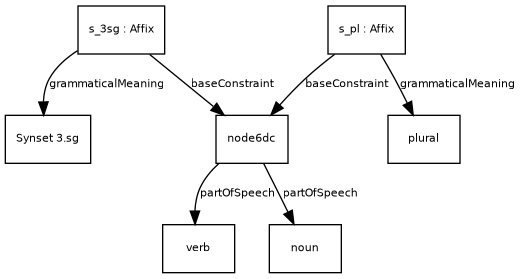 s_3sg : Affix
s_pl : Affix
grammaticalMeaning
baseConstraint
baseConstraint
grammaticalMeaning
Synset 3.sg
node6dc
plural
partOfSpeech
partOfSpeech
verb
noun